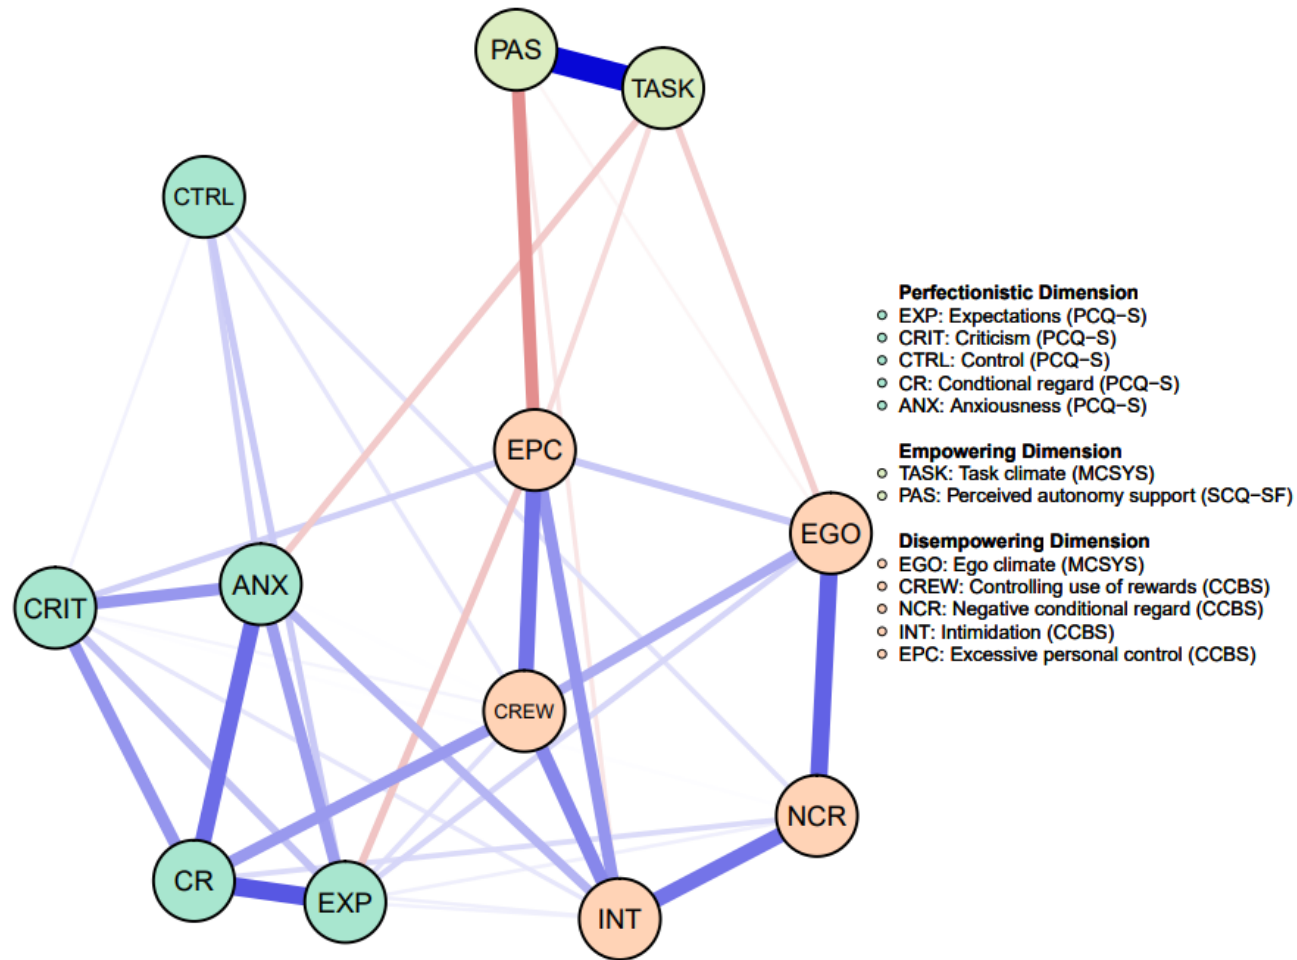 PAS
TASK
CTRL
EPC
EGO
ANX
CRIT
CREW
NCR
CR
EXP
INT
Perfectionistic Dimension
EXP: Expectations (PCQ−S)
CRIT: Criticism (PCQ−S)
CTRL: Control (PCQ−S)
CR: Condtional regard (PCQ−S)
ANX: Anxiousness (PCQ−S)
Empowering Dimension
TASK: Task climate (MCSYS)
PAS: Perceived autonomy support (SCQ−SF)
Disempowering Dimension
EGO: Ego climate (MCSYS)
CREW: Controlling use of rewards (CCBS)
NCR: Negative conditional regard (CCBS)
INT: Intimidation (CCBS)
EPC: Excessive personal control (CCBS)